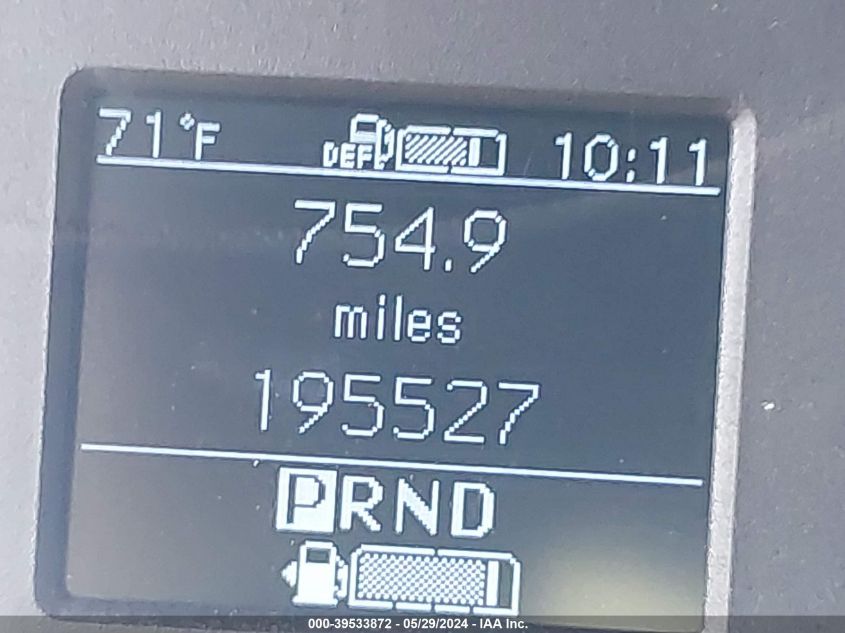 71°F DEF 10:11
754.9
miles
195527
PRND
000-39533872 - 05/29/2024 - IAA Inc.